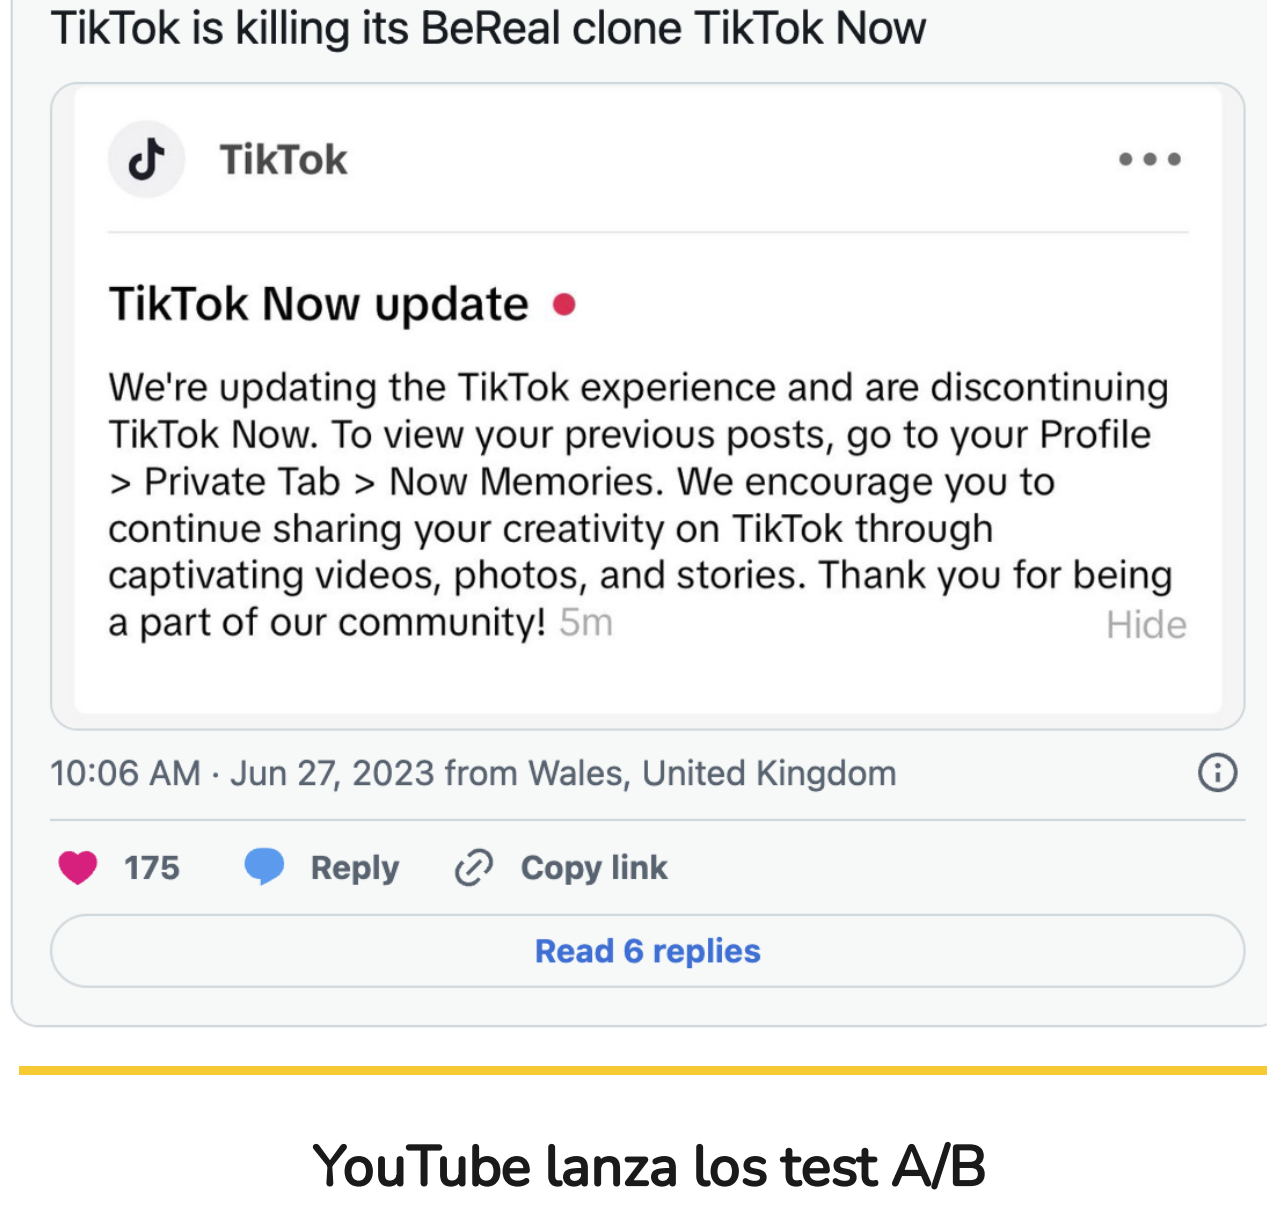 TikTok is killing its BeReal clone TikTok Now
TikTok
TikTok Now update
We're updating the TikTok experience and are discontinuing
TikTok Now. To view your previous posts, go to your Profile
> Private Tab > Now Memories. We encourage you to
continue sharing your creativity on TikTok through
captivating videos, photos, and stories. Thank you for being
a part of our community! 5m Hide
10:06 AM · Jun 27, 2023 from Wales, United Kingdom
175 Reply Copy link
Read 6 replies
YouTube lanza los test A/B